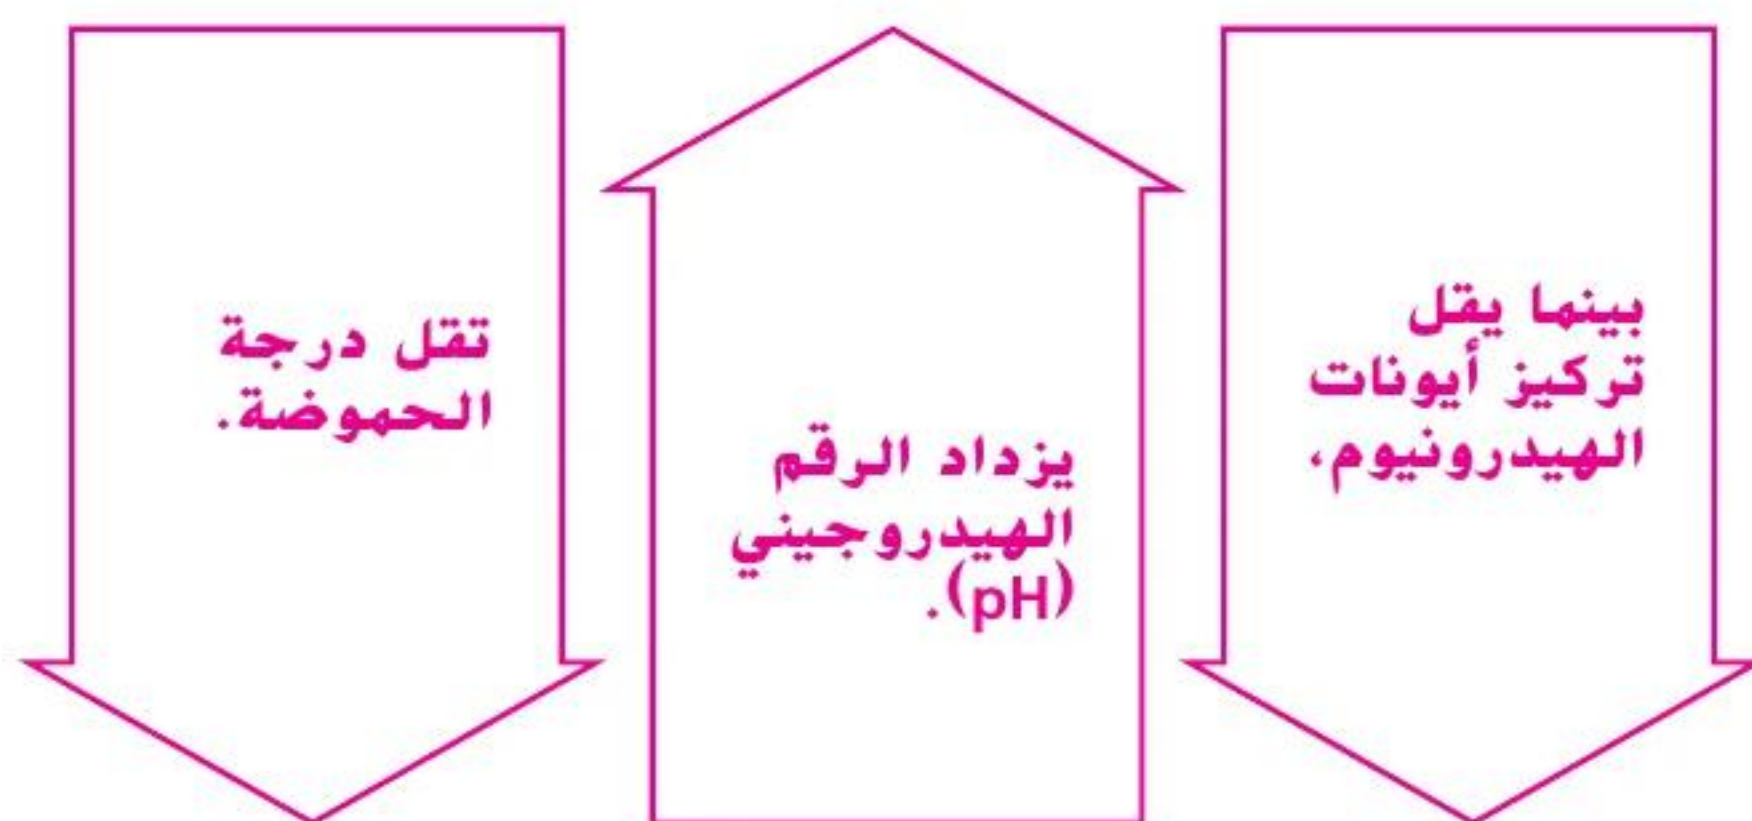 بينما يقل
تركيز أيونات
الهيدرونيوم،
يزداد الرقم
الهيدروجيني
(pH).
تقل درجة
الحموضة.